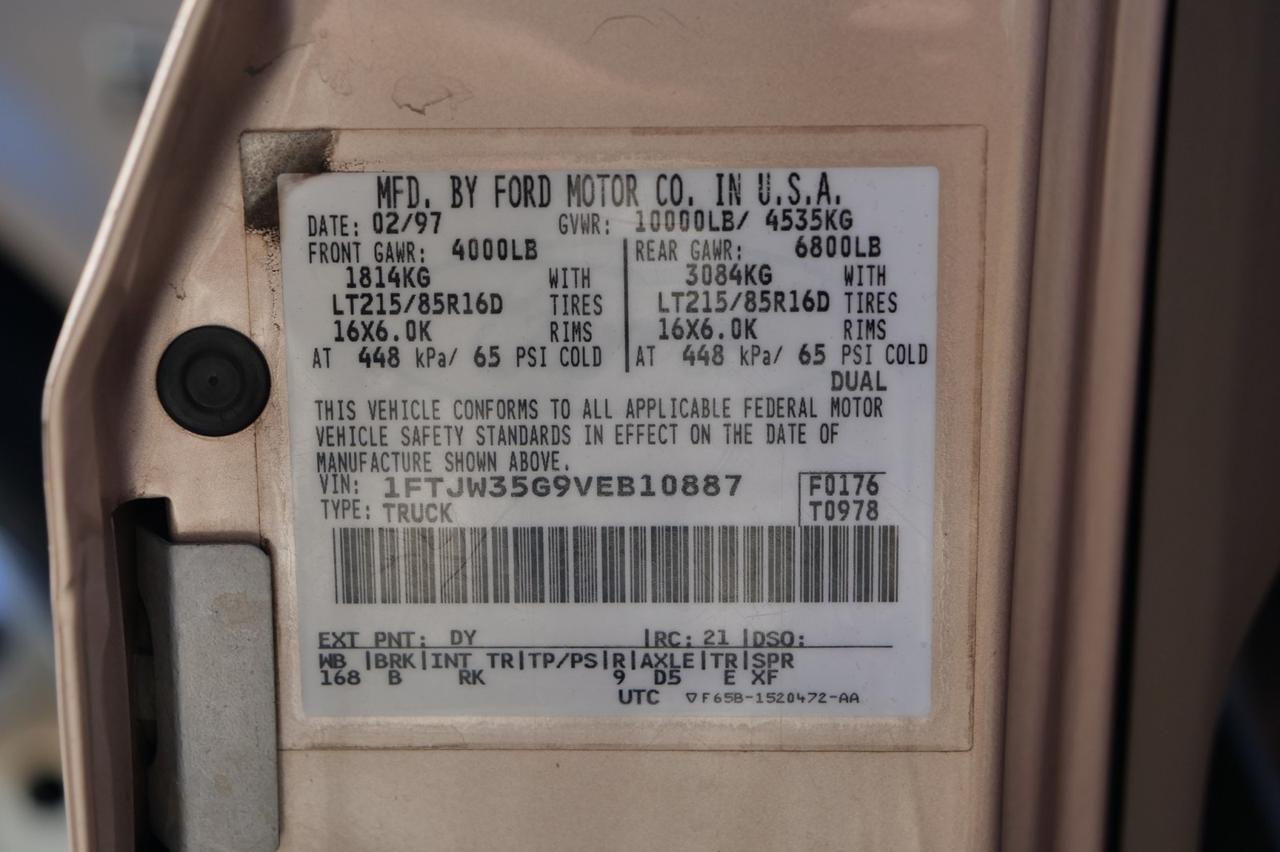 MFD. BY FORD MOTOR CO. IN U.S.A.
DATE: 02/97 GVWR: 10000LB/ 4535KG
FRONT GAWR: 4000LB REAR GAWR: 6800LB
1814KG WITH 3084KG WITH
LT215/85R16D TIRES LT215/85R16D TIRES
16X6.0K RIMS 16X6.0K RIMS
AT 448 kPa/ 65 PSI COLD AT 448 kPa/ 65 PSI COLD
DUAL
THIS VEHICLE CONFORMS TO ALL APPLICABLE FEDERAL MOTOR
VEHICLE SAFETY STANDARDS IN EFFECT ON THE DATE OF
MANUFACTURE SHOWN ABOVE.
VIN: 1FTJW35G9VEB10887 F0176
TYPE: TRUCK T0978
EXT PNT: DY |RC: 21 |DSO:
WB |BRK|INT TR|TP/PS|R|AXLE|TR|SPR
168 B RK 9 D5 E XF
UTC ▽F65B-1520472-AA